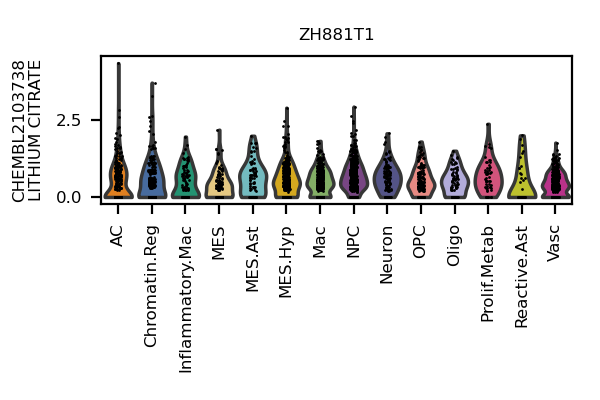 ZH881T1
CHEMBL2103738
LITHIUM CITRATE
2.5
0.0
AC
Chromatin.Reg
Inflammatory.Mac
MES
MES.Ast
MES.Hyp
Mac
NPC
Neuron
OPC
Oligo
Prolif.Metab
Reactive.Ast
Vasc